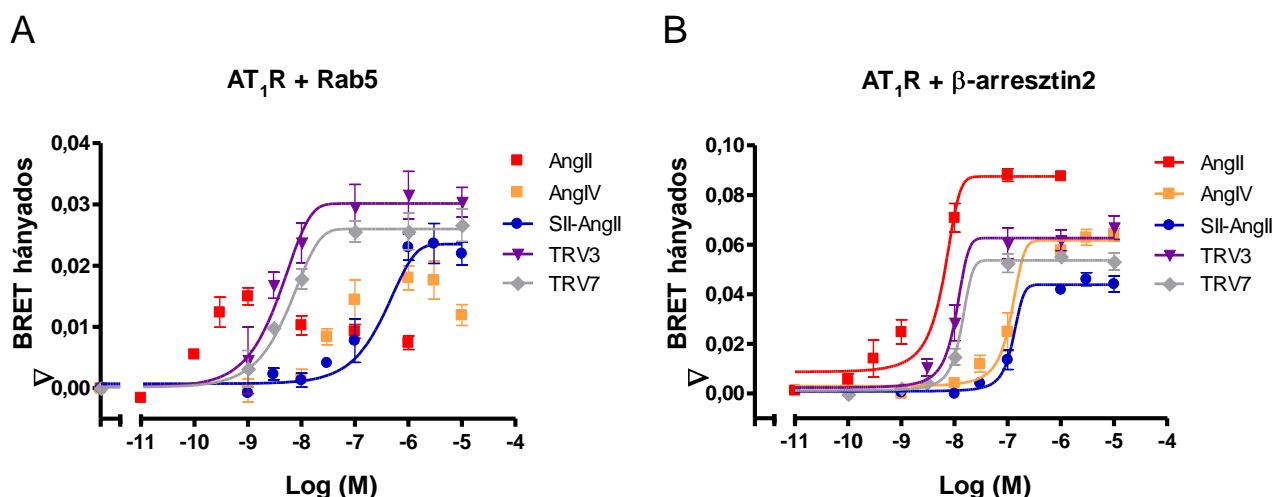 A
AT₁R + Rab5
∇ BRET hányados
0,04
0,03
0,02
0,01
0,00
-11 -10 -9 -8 -7 -6 -5 -4
Log (M)
AngII
AngIV
SII-AngII
TRV3
TRV7
B
AT₁R + β-arresztin2
∇ BRET hányados
0,10
0,08
0,06
0,04
0,02
0,00
-11 -10 -9 -8 -7 -6 -5 -4
Log (M)
AngII
AngIV
SII-AngII
TRV3
TRV7